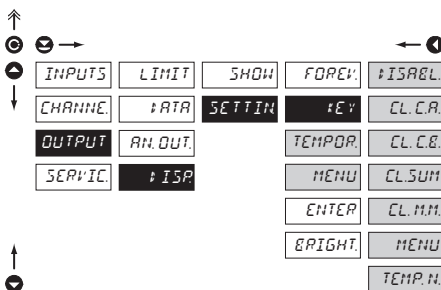 INPUTS LIMIT SHOW FOREV. DISABL.
CHANNE. DATA SETTIN. KEY CL. C.A.
OUTPUT AN. OUT. TEMPOR. CL. C.B.
SERVIC. DISP. MENU CL.SUM
ENTER CL. M.M.
BRIGHT. MENU
TEMP. N.